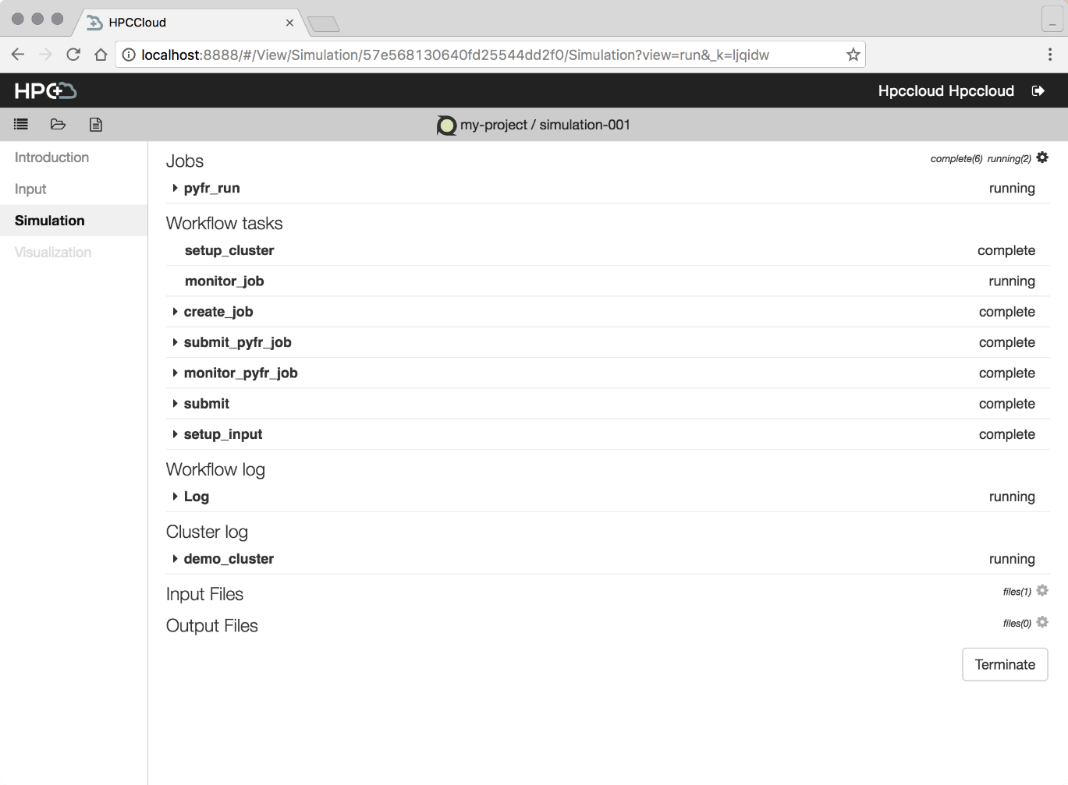 HPCCloud
localhost:8888/#/View/Simulation/57e568130640fd25544dd2f0/Simulation?view=run&_k=ljqidw
HPC
Hpccloud Hpccloud
my-project / simulation-001
Introduction
Input
Simulation
Visualization
Jobs
complete(6) running(2)
pyfr_run running
Workflow tasks
setup_cluster complete
monitor_job running
create_job complete
submit_pyfr_job complete
monitor_pyfr_job complete
submit complete
setup_input complete
Workflow log
Log running
Cluster log
demo_cluster running
Input Files files(1)
Output Files files(0)
Terminate